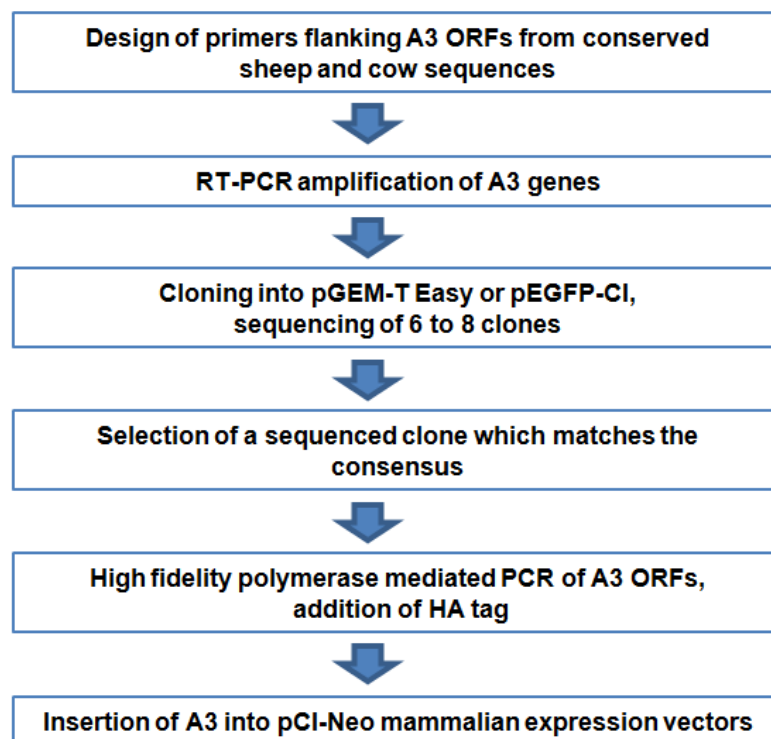 Design of primers flanking A3 ORFs from conserved
sheep and cow sequences
RT-PCR amplification of A3 genes
Cloning into pGEM-T Easy or pEGFP-CI,
sequencing of 6 to 8 clones
Selection of a sequenced clone which matches the
consensus
High fidelity polymerase mediated PCR of A3 ORFs,
addition of HA tag
Insertion of A3 into pCI-Neo mammalian expression vectors